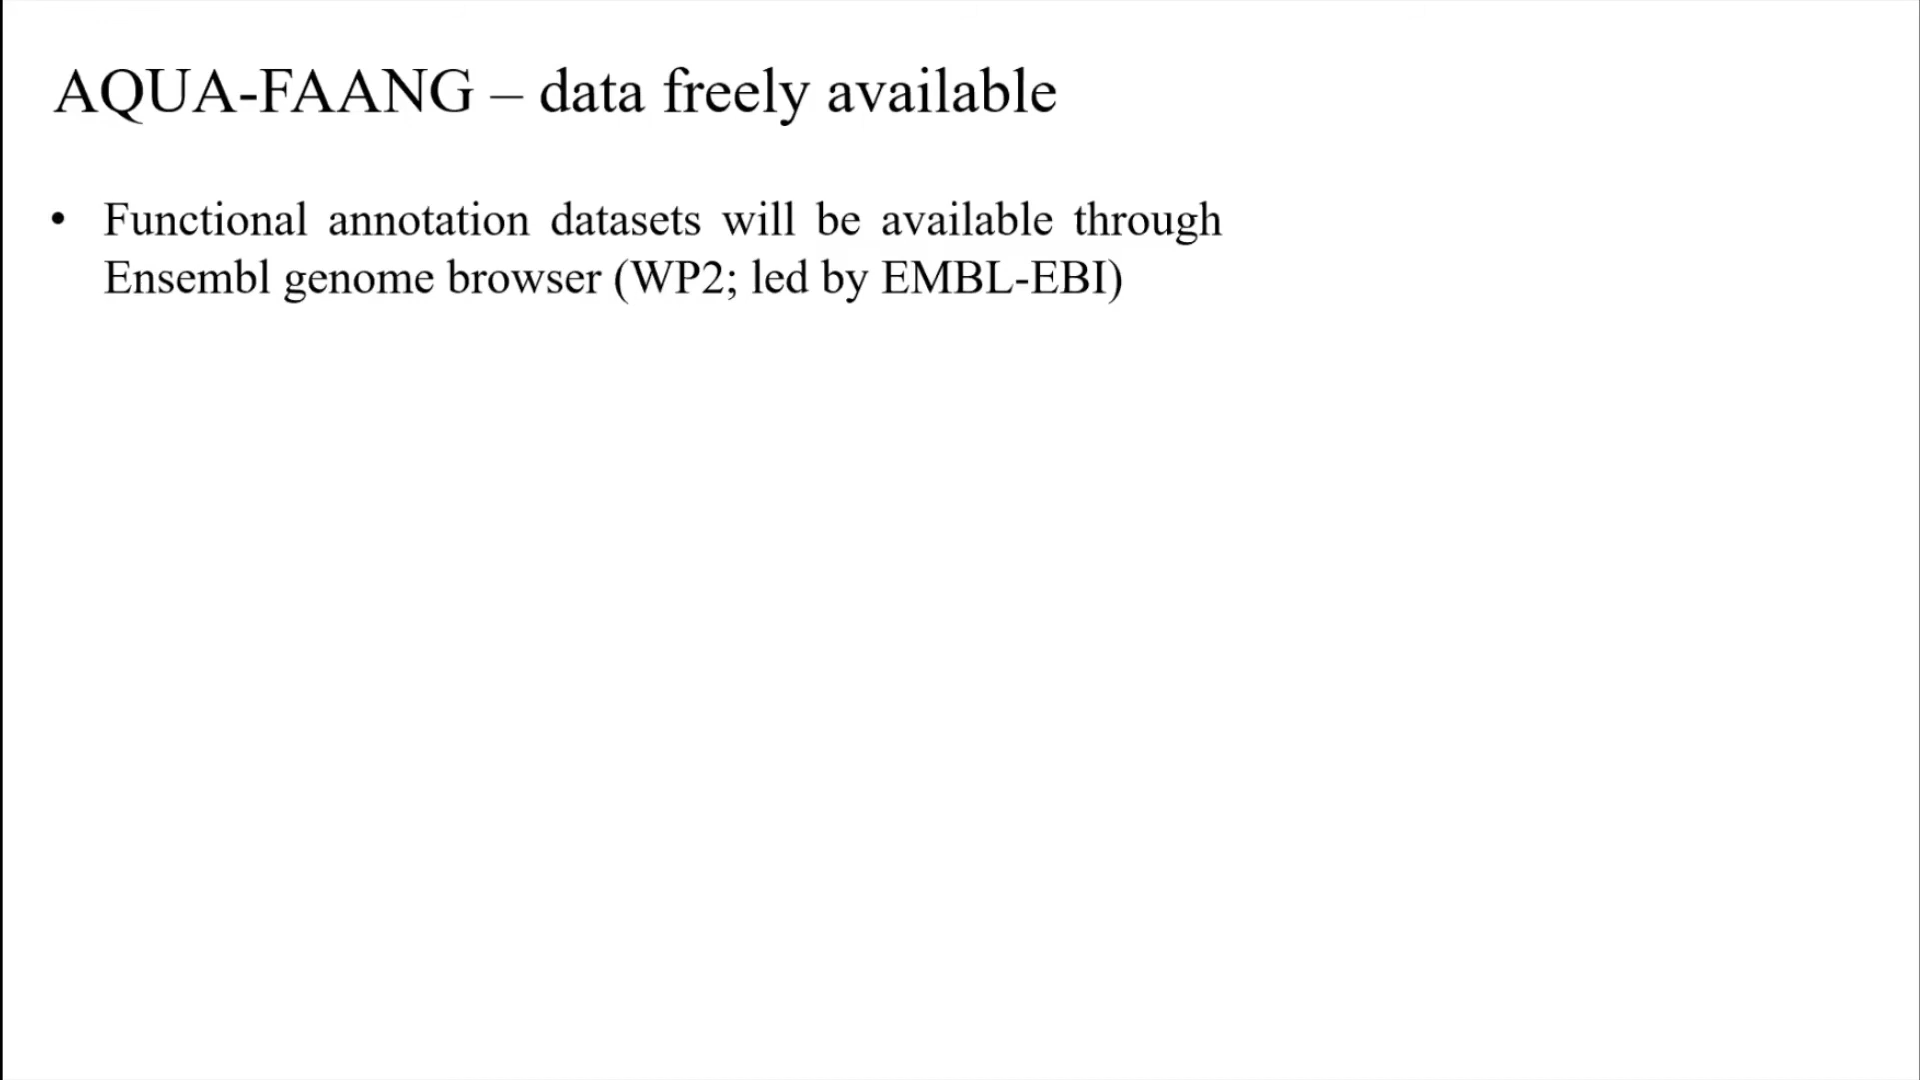 AQUA-FAANG – data freely available
• Functional annotation datasets will be available through
Ensembl genome browser (WP2; led by EMBL-EBI)